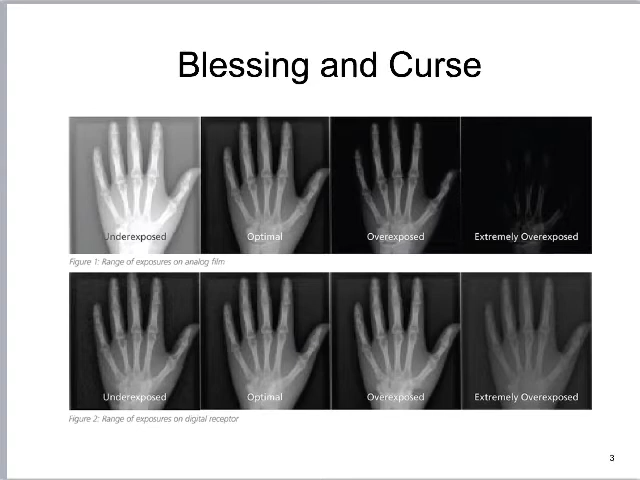 Blessing and Curse
Underexposed
Optimal
Overexposed
Extremely Overexposed
Figure 1: Range of exposures on analog film
Underexposed
Optimal
Overexposed
Extremely Overexposed
Figure 2: Range of exposures on digital receptor
3